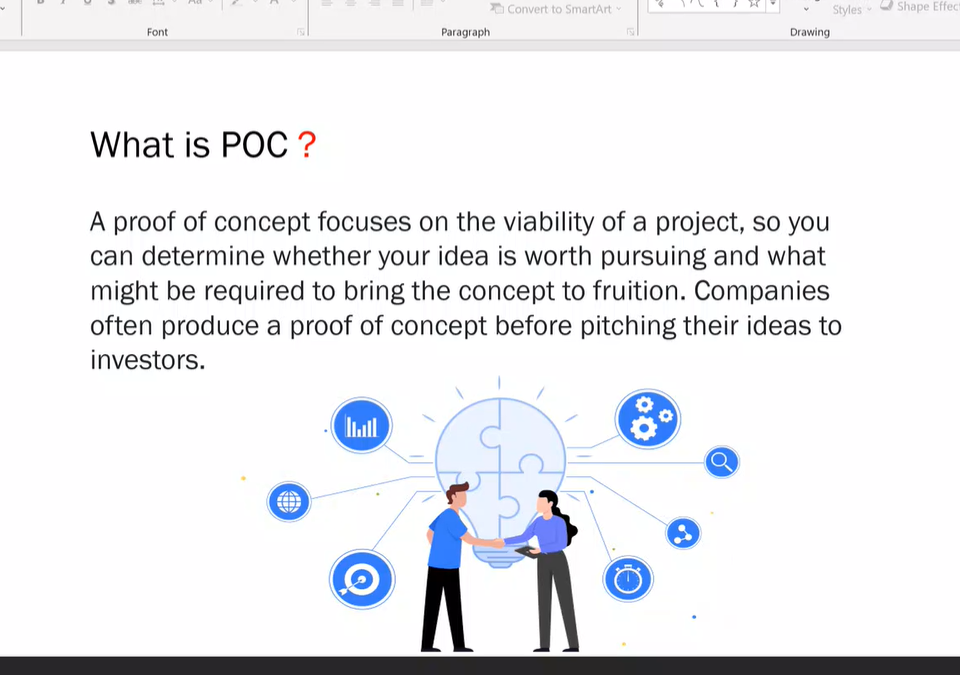 Convert to SmartArt
Styles
Shape Effec
Font
Paragraph
Drawing
What is POC ?
A proof of concept focuses on the viability of a project, so you
can determine whether your idea is worth pursuing and what
might be required to bring the concept to fruition. Companies
often produce a proof of concept before pitching their ideas to
investors.